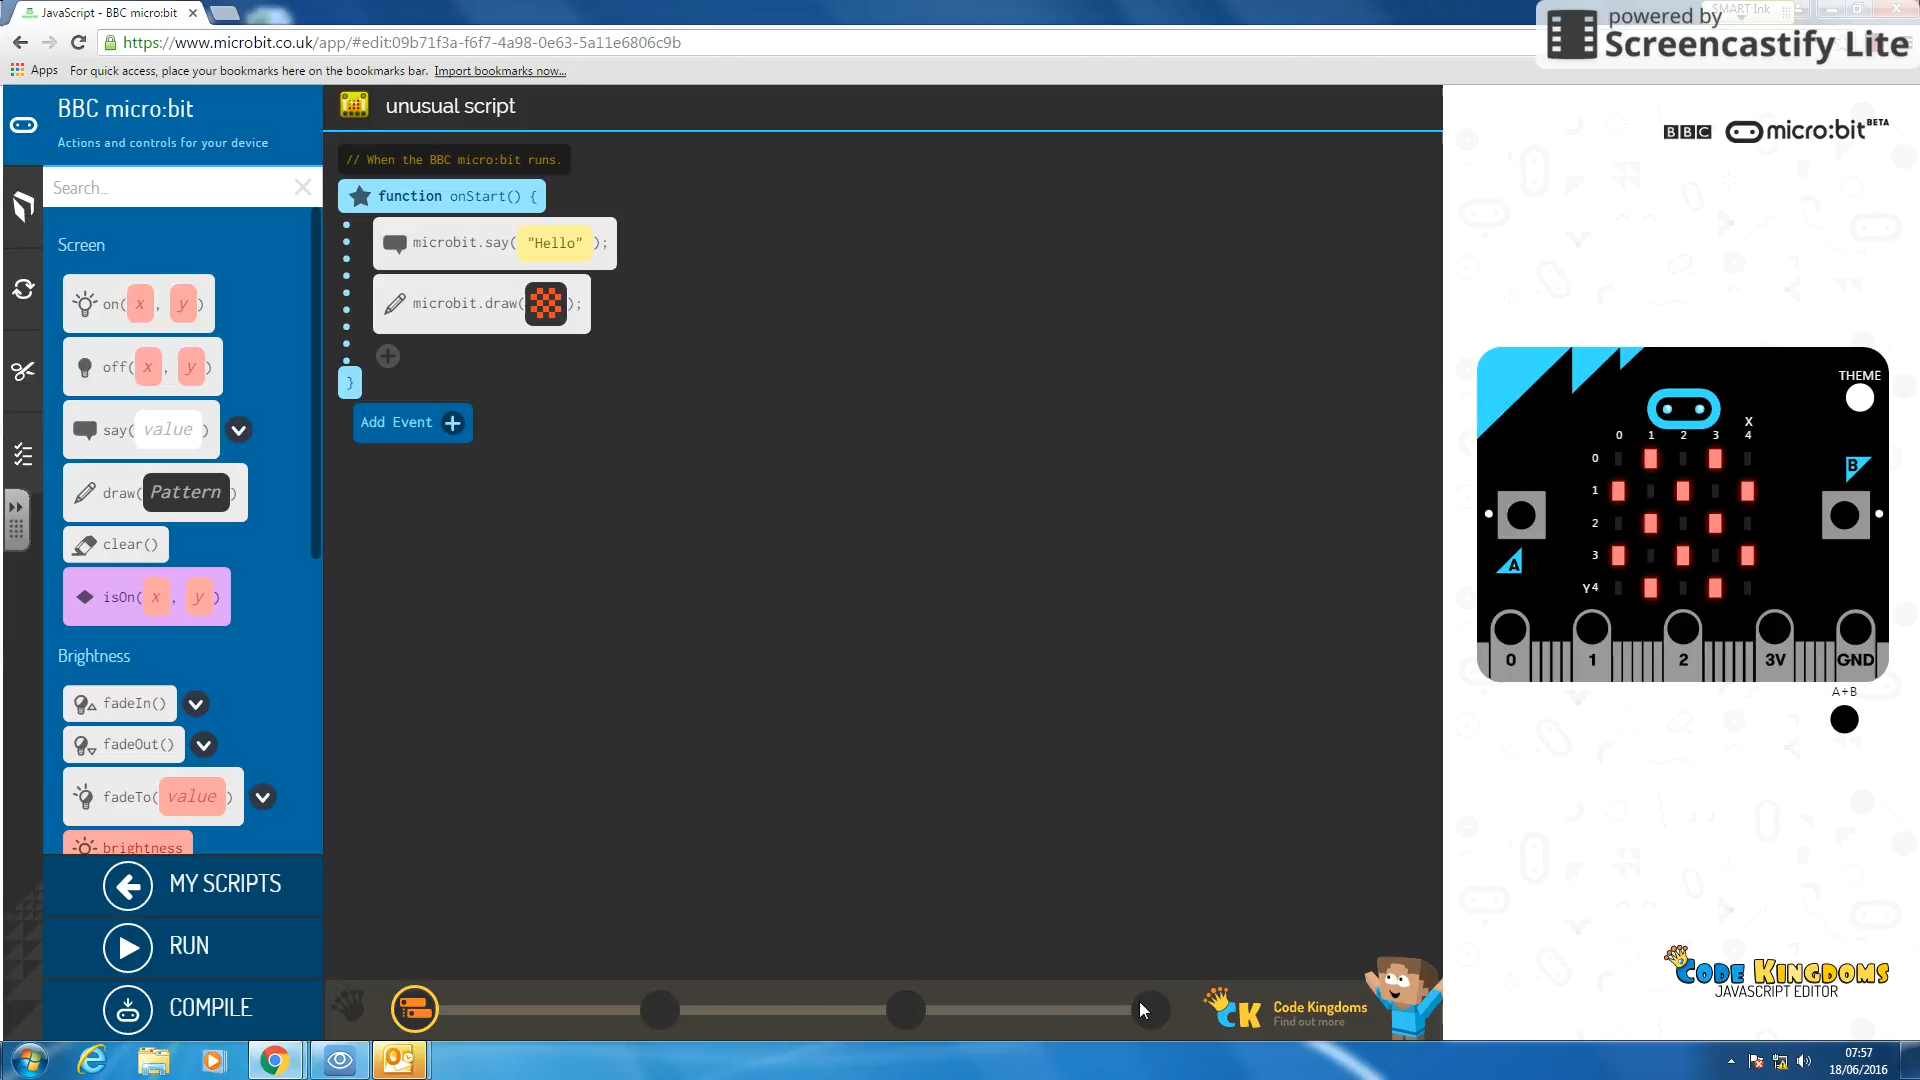 JavaScript - BBC micro:bit
SMART Ink
powered by
Screencastify Lite
https://www.microbit.co.uk/app/#edit:09b71f3a-f6f7-4a98-0e63-5a11e6806c9b
Apps For quick access, place your bookmarks here on the bookmarks bar. Import bookmarks now...
BBC micro:bit
Actions and controls for your device
Search...
Screen
on( x , y )
off( x , y )
say( value )
draw( Pattern )
clear()
isOn( x , y )
Brightness
fadeIn()
fadeOut()
fadeTo( value )
brightness
MY SCRIPTS
RUN
COMPILE
unusual script
// When the BBC micro:bit runs.
function onStart() {
microbit.say( "Hello" );
microbit.draw( );
}
Add Event
CK
Code Kingdoms
Find out more
BBC micro:bit BETA
THEME
X
0 1 2 3 4
0
1
2
3
Y4
A
B
0 1 2 3V GND
A+B
CODE KINGDOMS
JAVASCRIPT EDITOR
07:57
18/06/2016